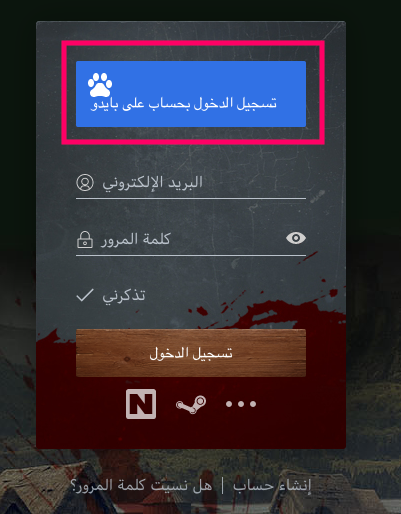 تسجيل الدخول بحساب على بايدو
البريد الإلكتروني
كلمة المرور
تذكرني
تسجيل الدخول
N
إنشاء حساب | هل نسيت كلمة المرور؟